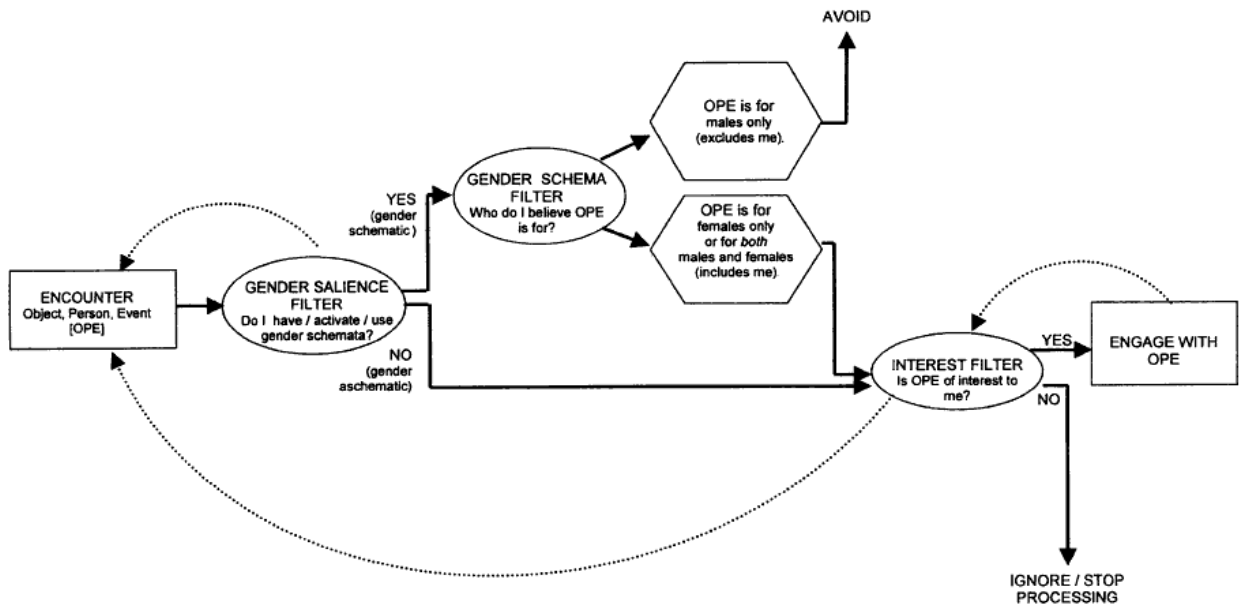 AVOID
OPE is for
males only
(excludes me).
GENDER SCHEMA
FILTER
Who do I believe OPE
is for?
YES
(gender
schematic)
OPE is for
females only
or for both
males and females
(includes me).
ENCOUNTER
Object, Person, Event
[OPE]
GENDER SALIENCE
FILTER
Do I have / activate / use
gender schemata?
NO
(gender
aschematic)
INTEREST FILTER
Is OPE of interest to
me?
YES
NO
ENGAGE WITH
OPE
IGNORE / STOP
PROCESSING